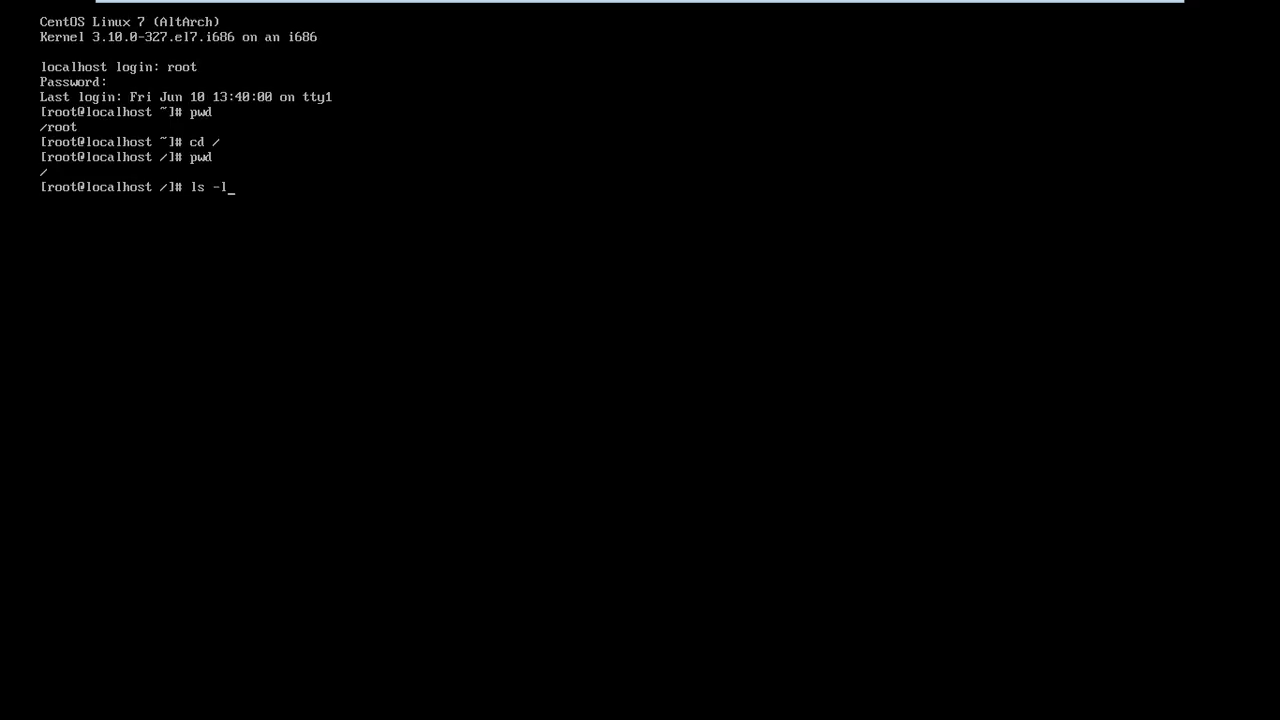 CentOS Linux 7 (AltArch)
Kernel 3.10.0-327.el7.i686 on an i686
localhost login: root
Password:
Last login: Fri Jun 10 13:40:00 on tty1
[root@localhost ~]# pwd
/root
[root@localhost ~]# cd /
[root@localhost /]# pwd
/
[root@localhost /]# ls -l_